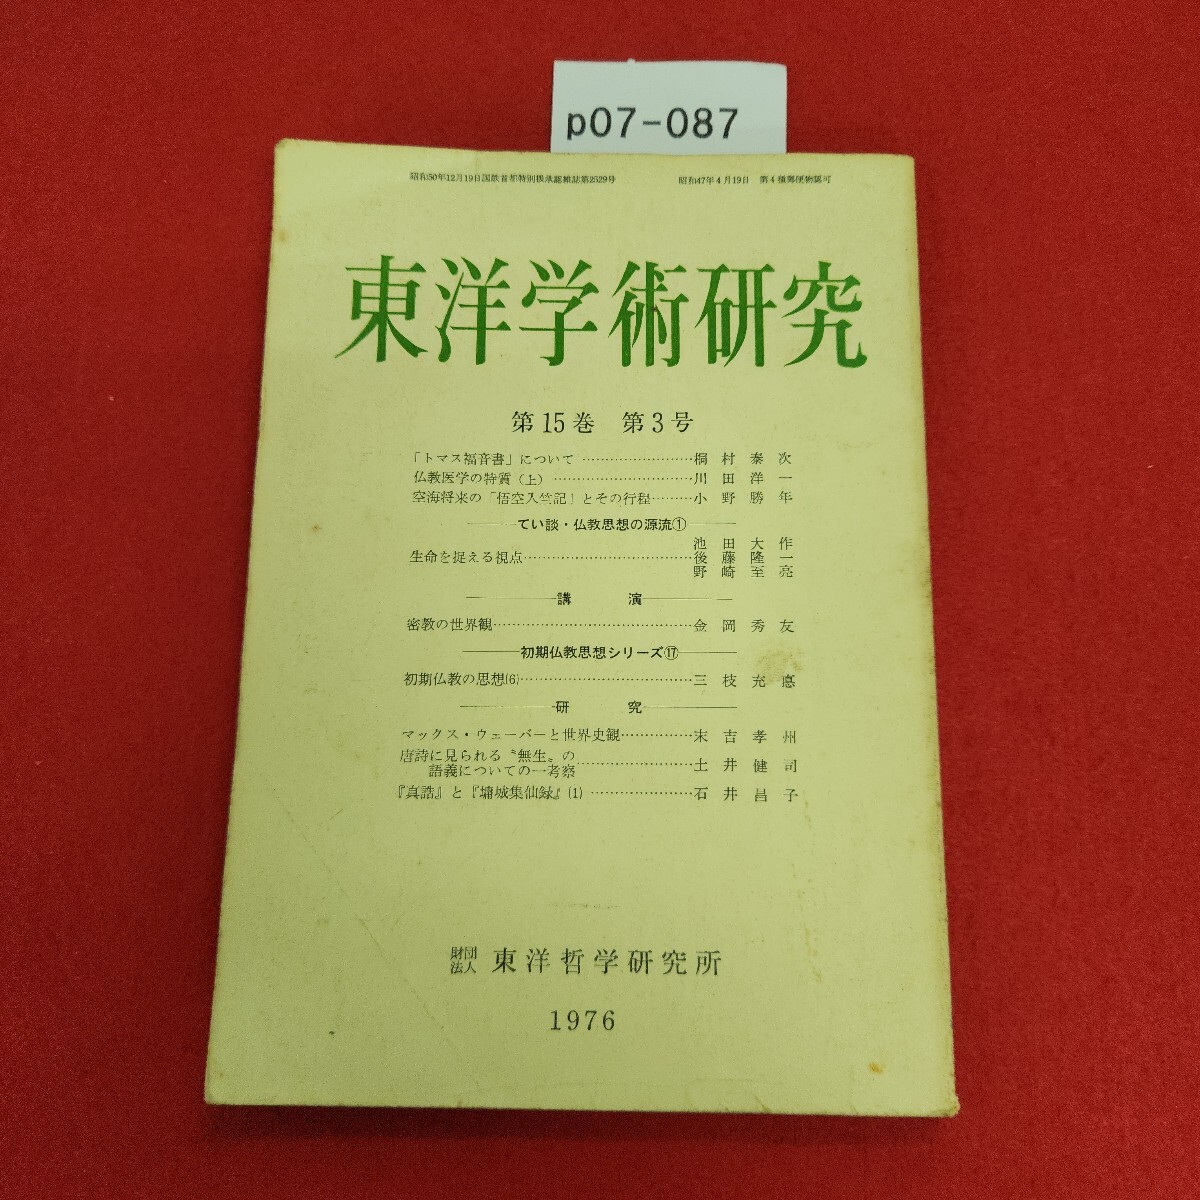 p07-087
昭和50年12月19日国鉄首都特別扱承認雑誌第2529号 昭和47年4月19日 第4種郵便物認可
東洋学術研究
第15巻 第3号
「トマス福音書」について……………………桐村泰次
仏教医学の特質(上)…………………………川田洋一
空海将来の「悟空入竺記」とその行程………小野勝年
てい談・仏教思想の源流①
池田大作
生命を捉える視点………………………………後藤隆一
野崎至亮
講演
密教の世界観……………………………………金岡秀友
初期仏教思想シリーズ⑰
初期仏教の思想(6)………………………………三枝充悳
研究
マックス・ウェーバーと世界史観……………末吉孝州
唐詩に見られる〝無生〟の
語義についての一考察……………………土井健司
『真誥』と『墉城集仙録』(1)…………………石井昌子
財団法人 東洋哲学研究所
1976